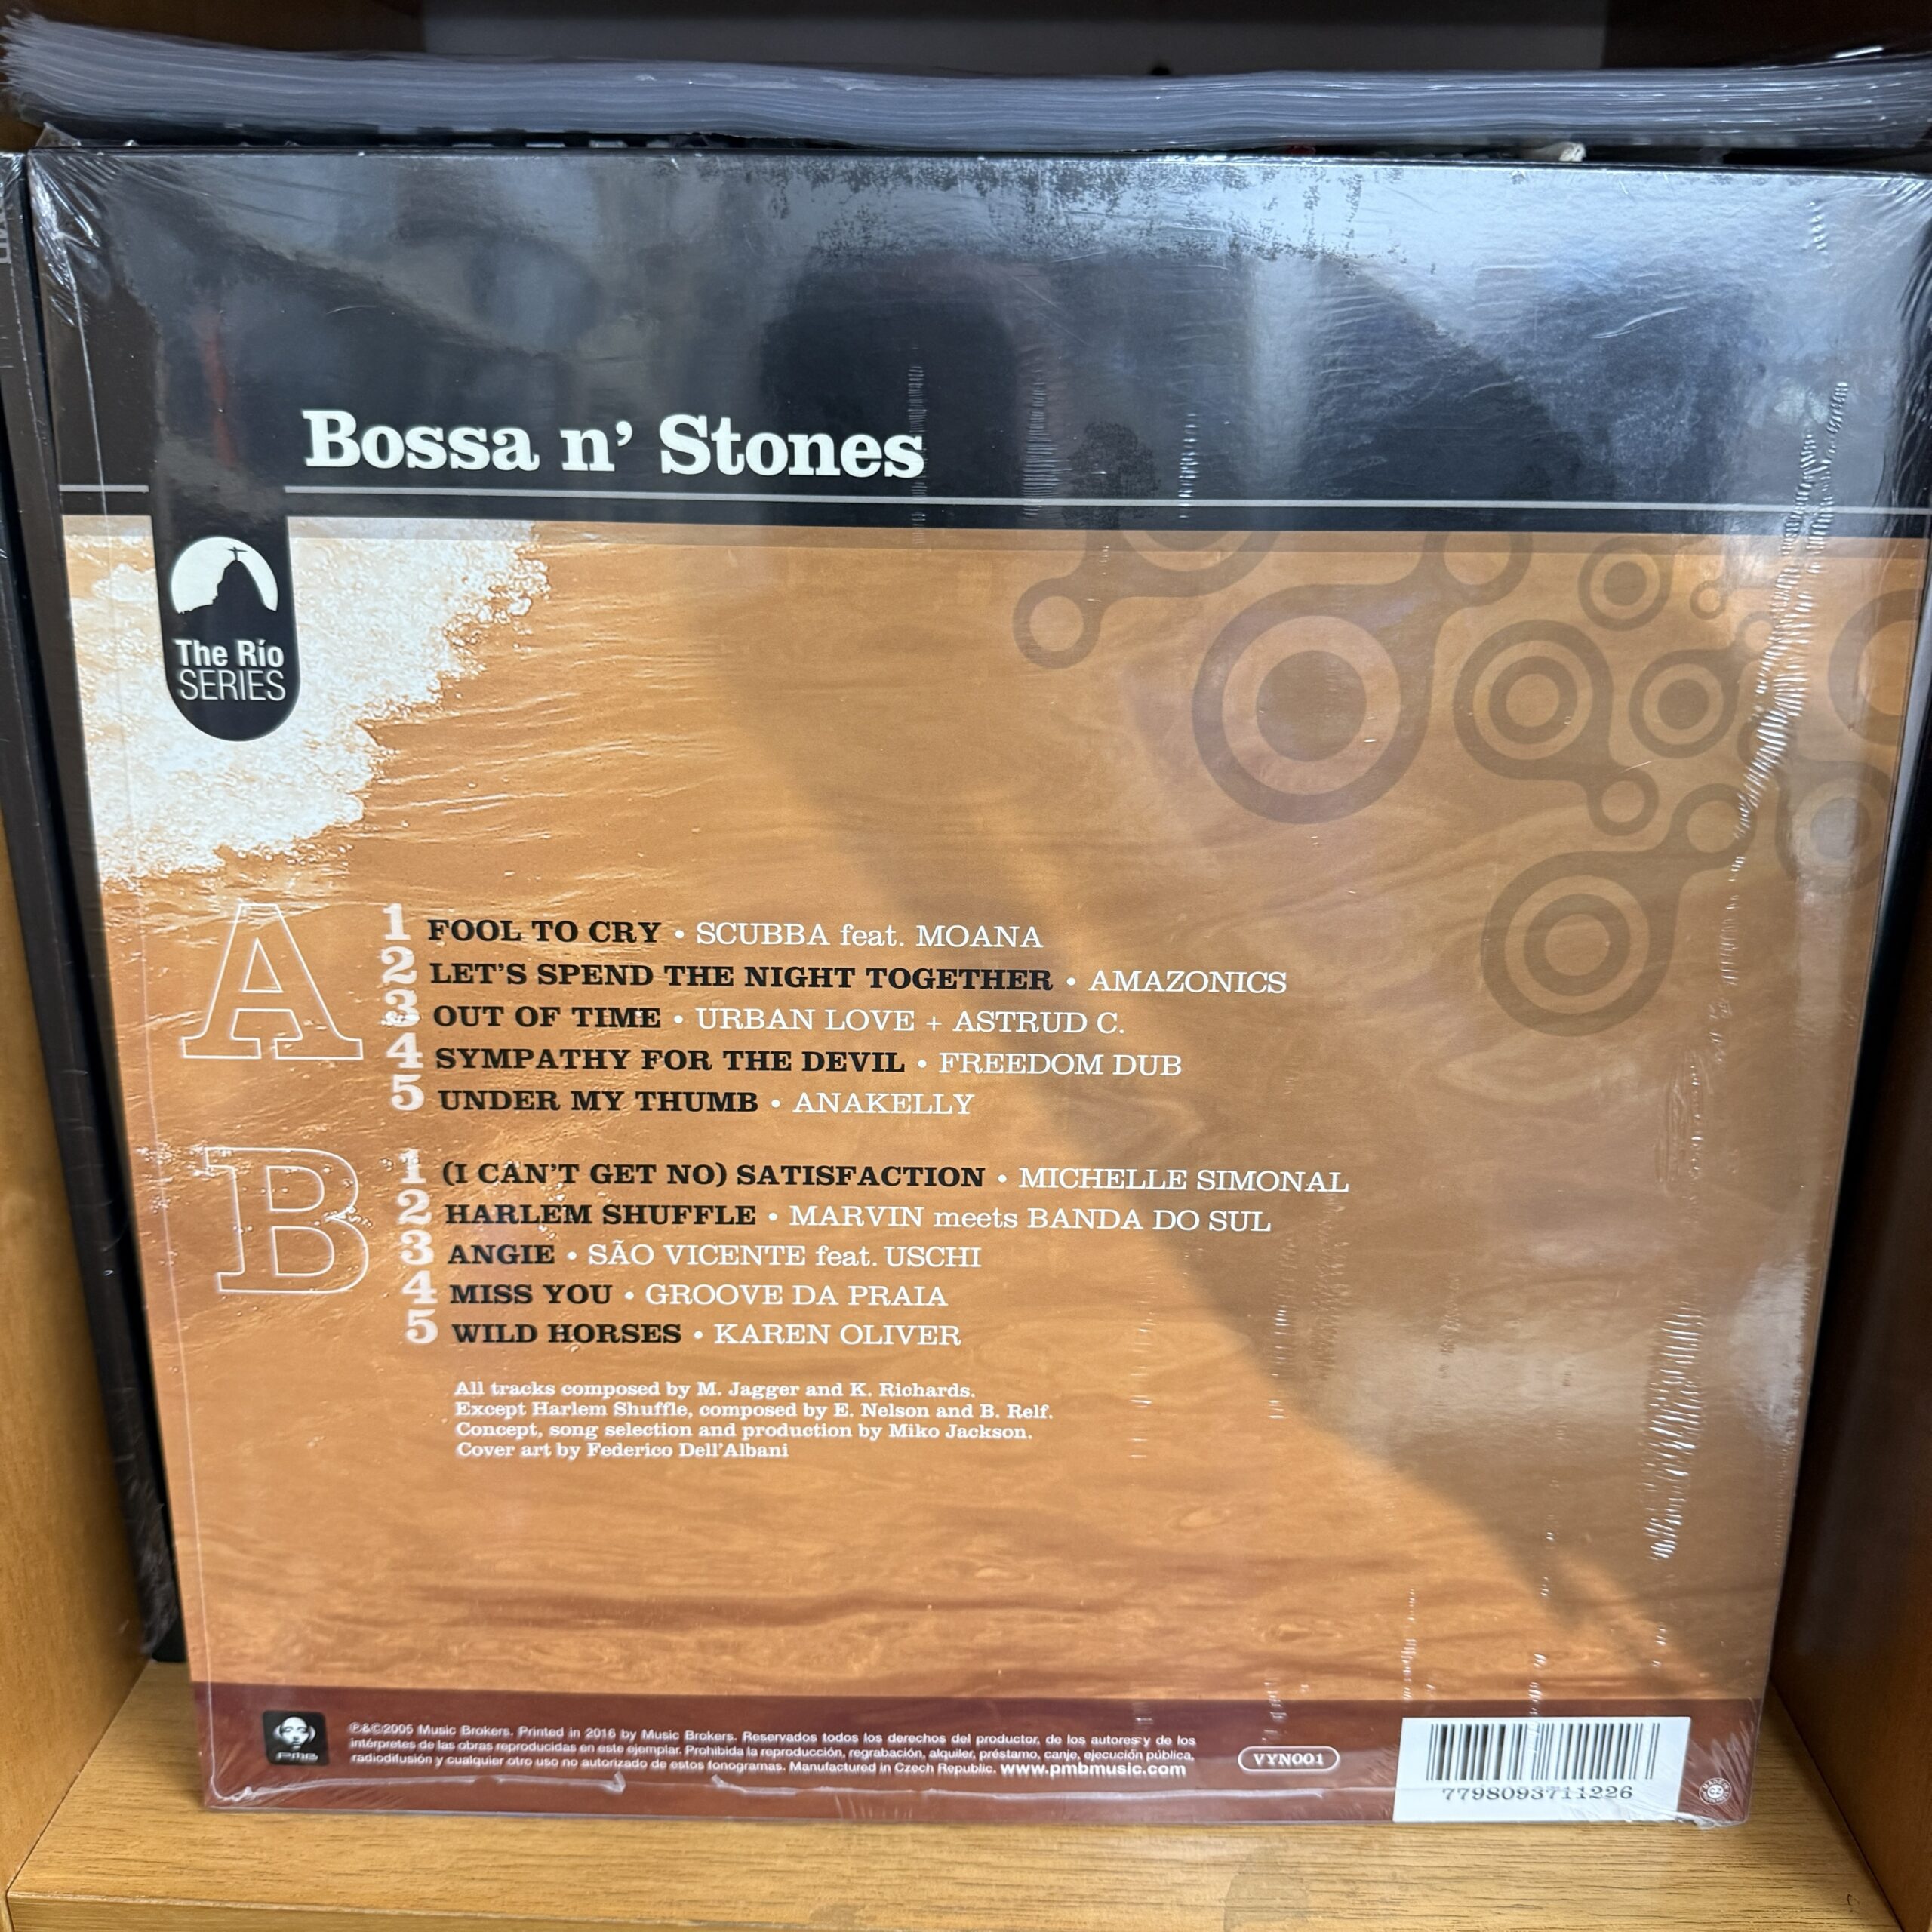 Bossa n' Stones
The Río
SERIES
A
1 FOOL TO CRY • SCUBBA feat. MOANA
2 LET'S SPEND THE NIGHT TOGETHER • AMAZONICS
3 OUT OF TIME • URBAN LOVE + ASTRUD C.
4 SYMPATHY FOR THE DEVIL • FREEDOM DUB
5 UNDER MY THUMB • ANAKELLY
B
1 (I CAN'T GET NO) SATISFACTION • MICHELLE SIMONAL
2 HARLEM SHUFFLE • MARVIN meets BANDA DO SUL
3 ANGIE • SÃO VICENTE feat. USCHI
4 MISS YOU • GROOVE DA PRAIA
5 WILD HORSES • KAREN OLIVER
All tracks composed by M. Jagger and K. Richards.
Except Harlem Shuffle, composed by E. Nelson and B. Relf.
Concept, song selection and production by Miko Jackson.
Cover art by Federico Dell'Albani
PMB
℗&©2005 Music Brokers. Printed in 2016 by Music Brokers. Reservados todos los derechos del productor, de los autores y de los
intérpretes de las obras reproducidas en este ejemplar. Prohibida la reproducción, regrabación, alquiler, préstamo, canje, ejecución pública,
radiodifusión y cualquier otro uso no autorizado de estos fonogramas. Manufactured in Czech Republic. www.pmbmusic.com
VYN001
7798093711226